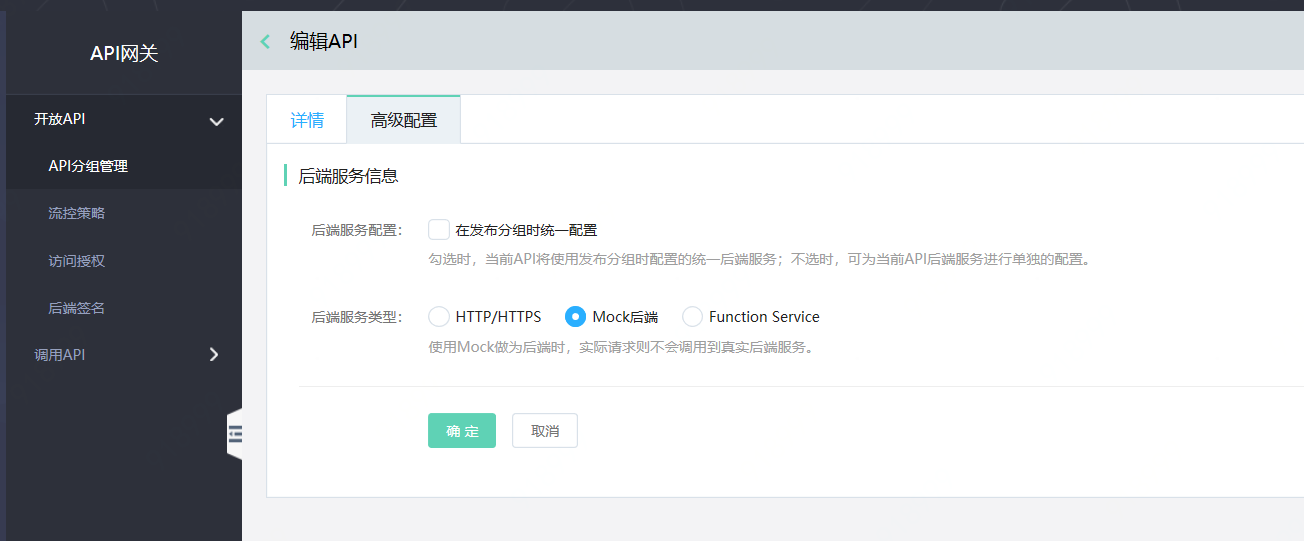 API网关
编辑API
开放API
API分组管理
流控策略
访问授权
后端签名
调用API
详情
高级配置
后端服务信息
后端服务配置：
在发布分组时统一配置
勾选时，当前API将使用发布分组时配置的统一后端服务；不选时，可为当前API后端服务进行单独的配置。
后端服务类型：
HTTP/HTTPS
Mock后端
Function Service
使用Mock做为后端时，实际请求则不会调用到真实后端服务。
确 定
取消